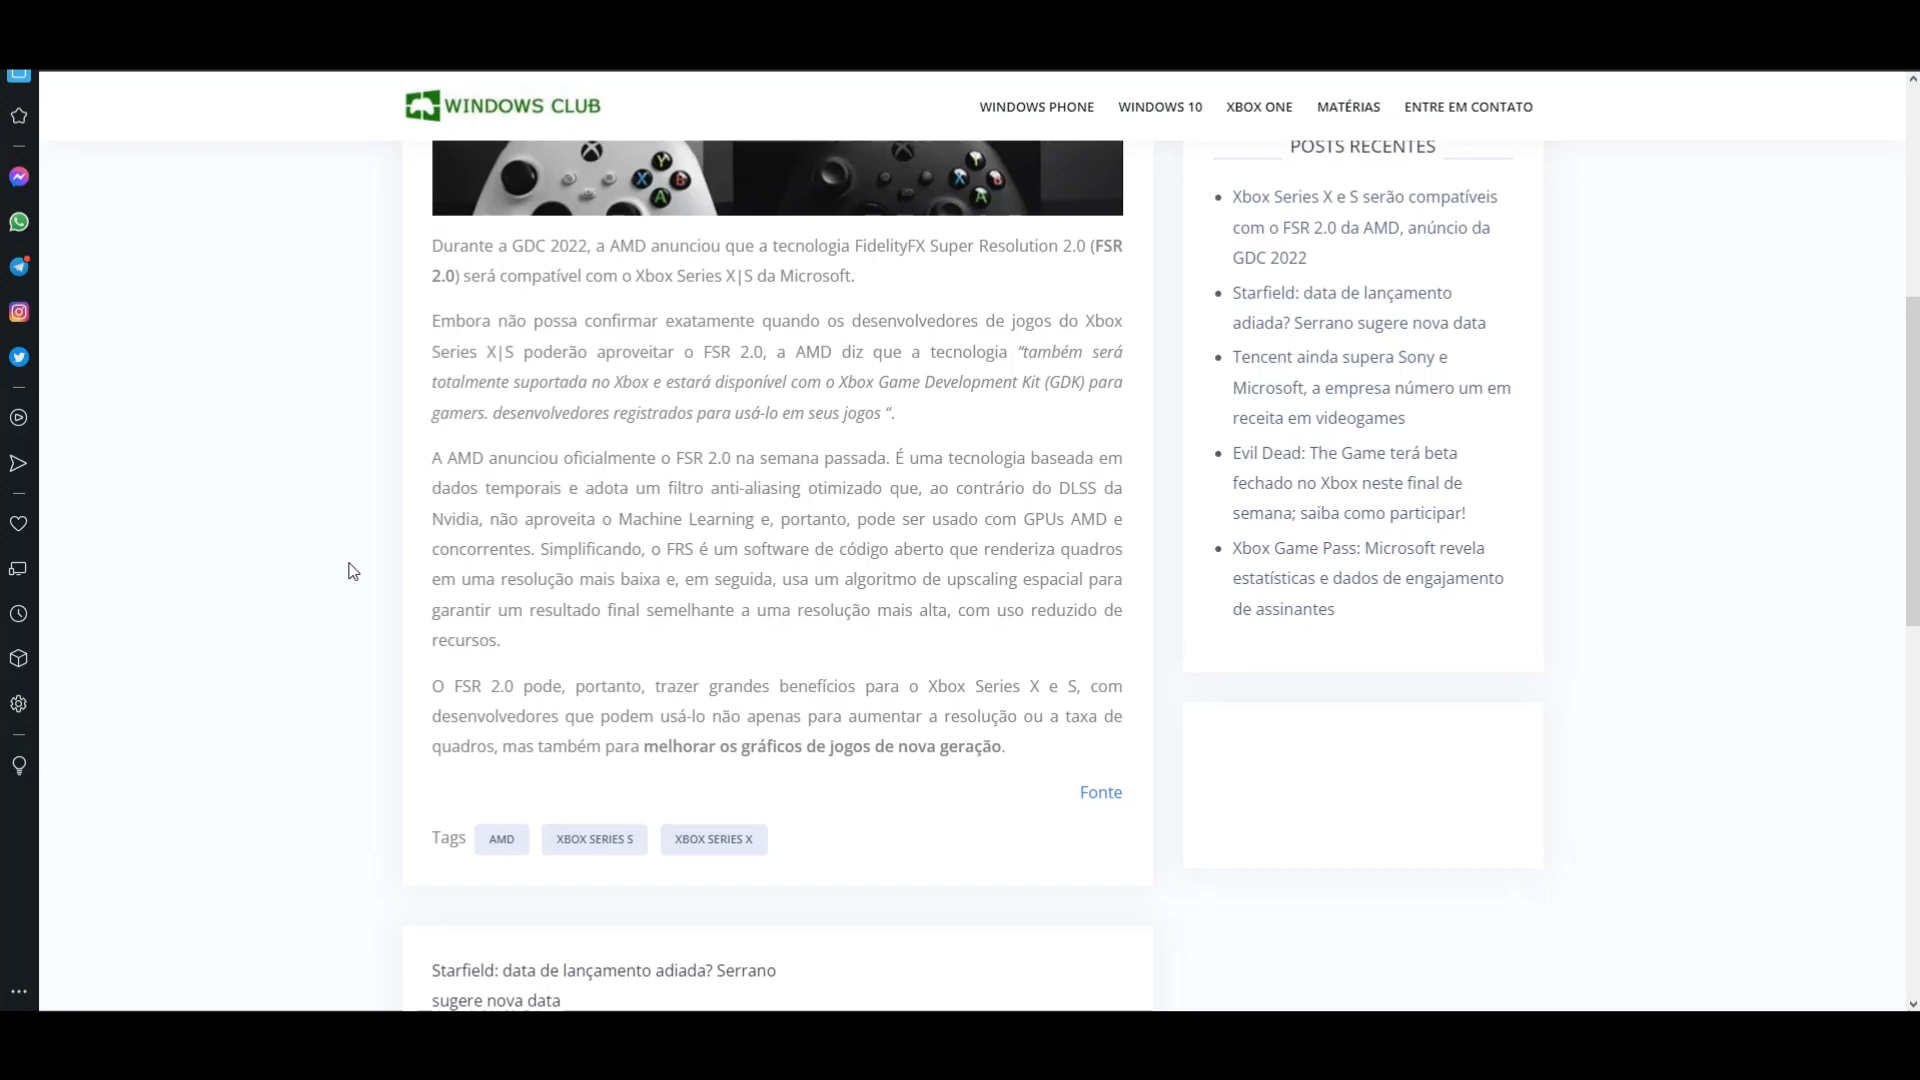 WINDOWS CLUB
WINDOWS PHONE WINDOWS 10 XBOX ONE MATÉRIAS ENTRE EM CONTATO
Durante a GDC 2022, a AMD anunciou que a tecnologia FidelityFX Super Resolution 2.0 (FSR
2.0) será compatível com o Xbox Series X|S da Microsoft.
Embora não possa confirmar exatamente quando os desenvolvedores de jogos do Xbox
Series X|S poderão aproveitar o FSR 2.0, a AMD diz que a tecnologia “também será
totalmente suportada no Xbox e estará disponível com o Xbox Game Development Kit (GDK) para
gamers. desenvolvedores registrados para usá-lo em seus jogos “.
A AMD anunciou oficialmente o FSR 2.0 na semana passada. É uma tecnologia baseada em
dados temporais e adota um filtro anti-aliasing otimizado que, ao contrário do DLSS da
Nvidia, não aproveita o Machine Learning e, portanto, pode ser usado com GPUs AMD e
concorrentes. Simplificando, o FRS é um software de código aberto que renderiza quadros
em uma resolução mais baixa e, em seguida, usa um algoritmo de upscaling espacial para
garantir um resultado final semelhante a uma resolução mais alta, com uso reduzido de
recursos.
O FSR 2.0 pode, portanto, trazer grandes benefícios para o Xbox Series X e S, com
desenvolvedores que podem usá-lo não apenas para aumentar a resolução ou a taxa de
quadros, mas também para melhorar os gráficos de jogos de nova geração.
Fonte
Tags AMD XBOX SERIES S XBOX SERIES X
Starfield: data de lançamento adiada? Serrano
sugere nova data
POSTS RECENTES
Xbox Series X e S serão compatíveis
com o FSR 2.0 da AMD, anúncio da
GDC 2022
Starfield: data de lançamento
adiada? Serrano sugere nova data
Tencent ainda supera Sony e
Microsoft, a empresa número um em
receita em videogames
Evil Dead: The Game terá beta
fechado no Xbox neste final de
semana; saiba como participar!
Xbox Game Pass: Microsoft revela
estatísticas e dados de engajamento
de assinantes
Y
X B
A
Y
X B
A